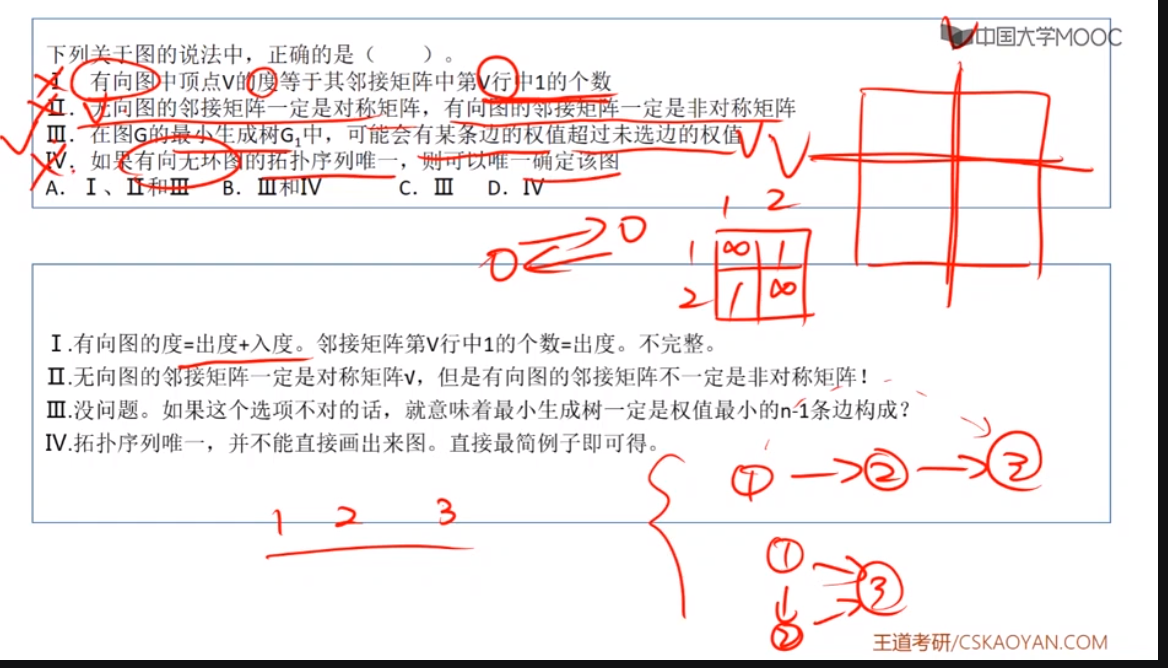 中国大学MOOC
下列关于图的说法中，正确的是（　　）。
Ⅰ. 有向图中顶点V的度等于其邻接矩阵中第V行中1的个数
Ⅱ. 无向图的邻接矩阵一定是对称矩阵，有向图的邻接矩阵一定是非对称矩阵
Ⅲ. 在图G的最小生成树G1中，可能会有某条边的权值超过未选边的权值
Ⅳ. 如果有向无环图的拓扑序列唯一，则可以唯一确定该图
A. Ⅰ、Ⅱ和Ⅲ　B. Ⅲ和Ⅳ　C. Ⅲ　D. Ⅳ
V
V
V
1 2
1 ∞ 1
2 1 ∞
Ⅰ.有向图的度=出度+入度。邻接矩阵第V行中1的个数=出度。不完整。
Ⅱ.无向图的邻接矩阵一定是对称矩阵√，但是有向图的邻接矩阵不一定是非对称矩阵！
Ⅲ.没问题。如果这个选项不对的话，就意味着最小生成树一定是权值最小的n-1条边构成？
Ⅳ.拓扑序列唯一，并不能直接画出来图。直接最简例子即可得。
① ② ③
1 2 3
①
③
②
王道考研/CSKAOYAN.COM